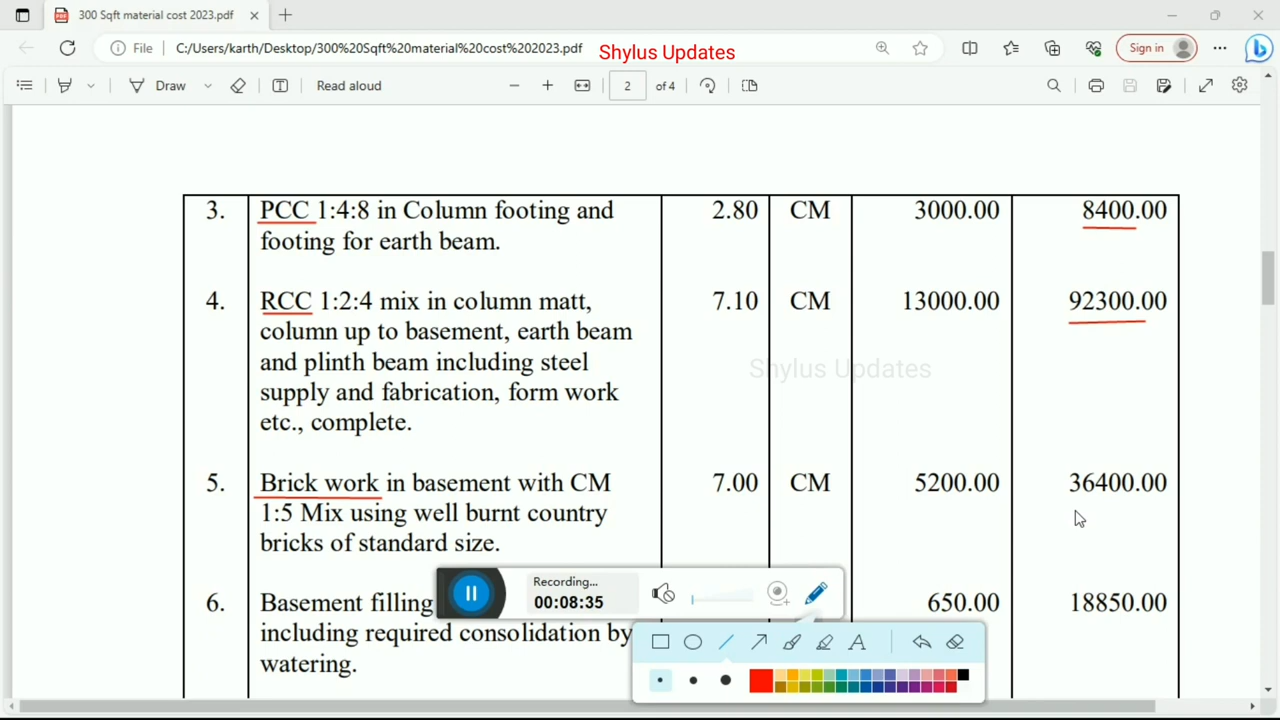 300 Sqft material cost 2023.pdf
File C:/Users/karth/Desktop/300%20Sqft%20material%20cost%202023.pdf Shylus Updates Sign in
Draw Read aloud 2 of 4
3. PCC 1:4:8 in Column footing and 2.80 CM 3000.00 8400.00
footing for earth beam.
4. RCC 1:2:4 mix in column matt, 7.10 CM 13000.00 92300.00
column up to basement, earth beam
and plinth beam including steel
Shylus Updates
supply and fabrication, form work
etc., complete.
5. Brick work in basement with CM 7.00 CM 5200.00 36400.00
1:5 Mix using well burnt country
bricks of standard size.
Recording...
00:08:35
6. Basement filling 650.00 18850.00
including required consolidation by
watering.